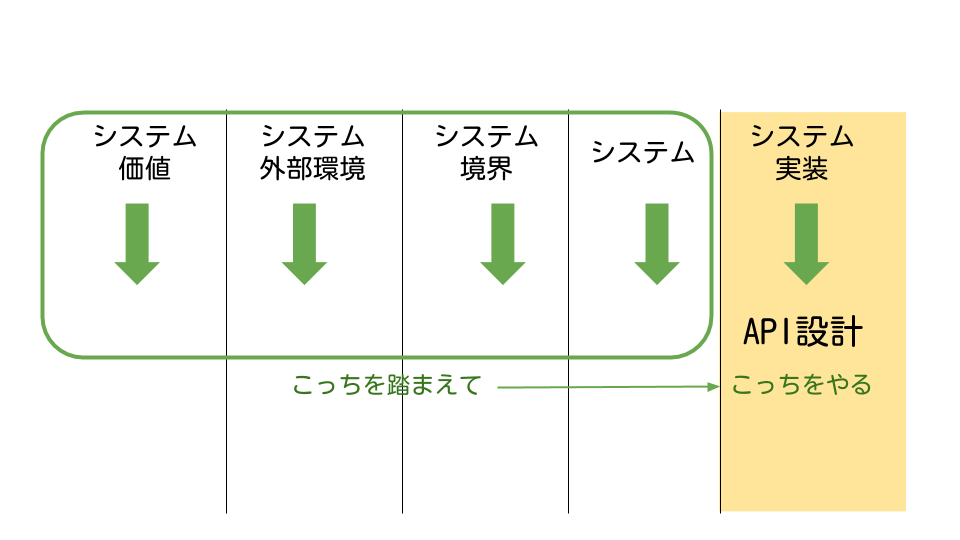 システム
価値
システム
外部環境
システム
境界
システム
システム
実装
API設計
こっちを踏まえて
こっちをやる